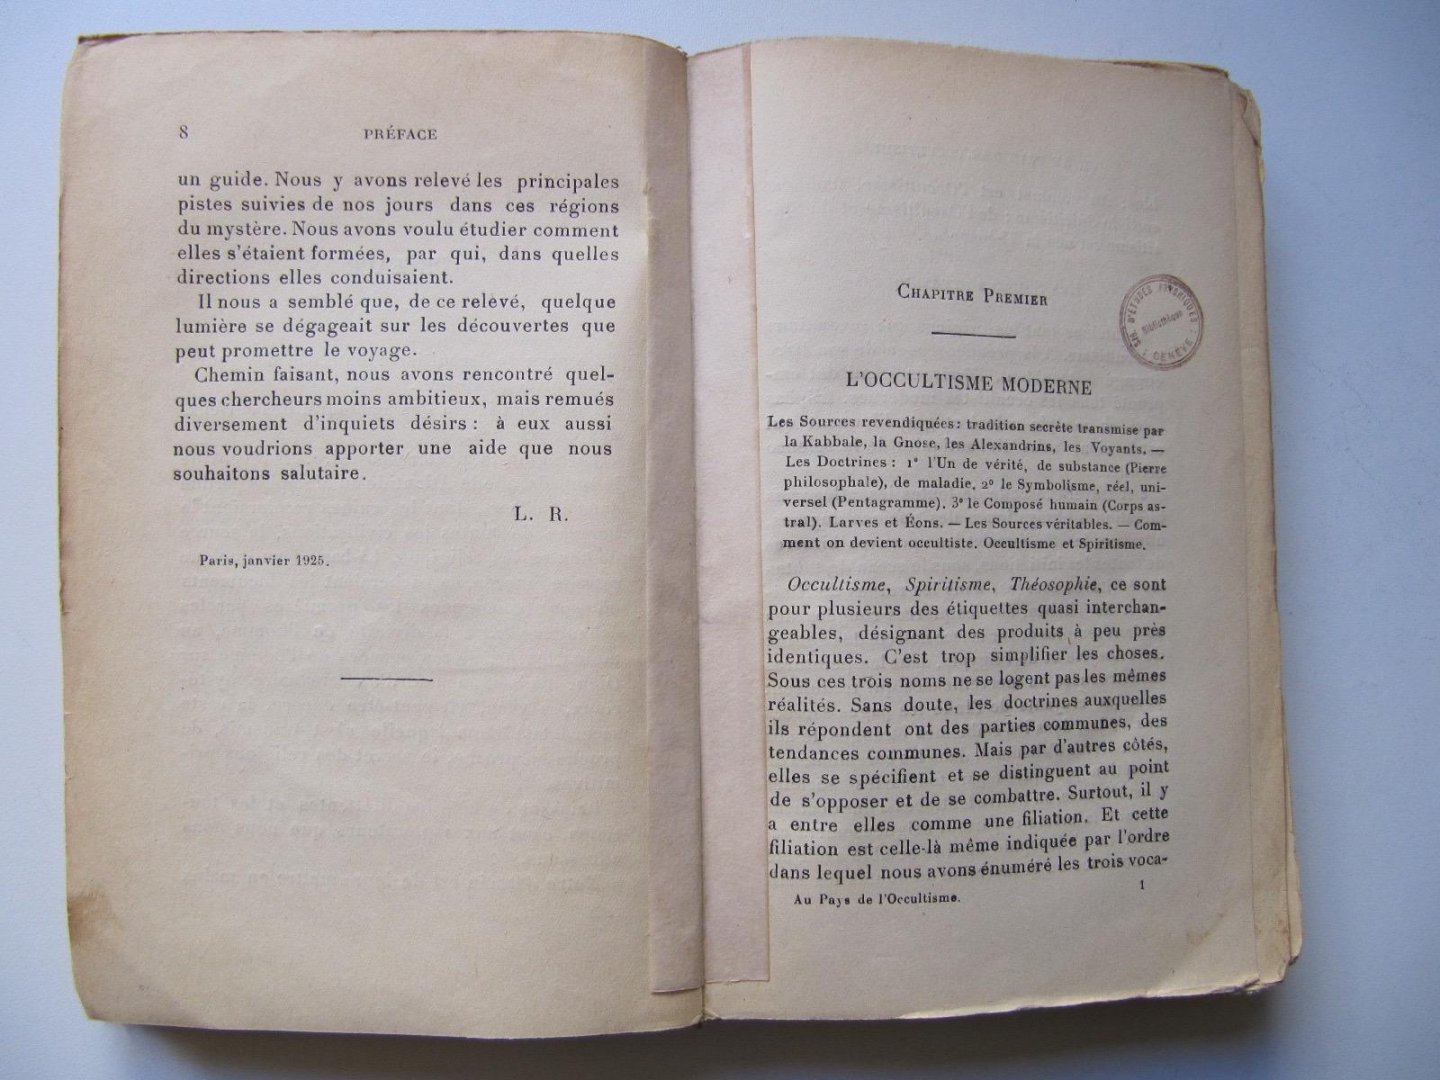 8
PRÉFACE
un guide. Nous y avons relevé les principales
pistes suivies de nos jours dans ces régions
du mystère. Nous avons voulu étudier comment
elles s'étaient formées, par qui, dans quelles
directions elles conduisaient.
Il nous a semblé que, de ce relevé, quelque
lumière se dégageait sur les découvertes que
peut promettre le voyage.
Chemin faisant, nous avons rencontré quel-
ques chercheurs moins ambitieux, mais remués
diversement d'inquiets désirs : à eux aussi
nous voudrions apporter une aide que nous
souhaitons salutaire.
L. R.
Paris, janvier 1925.
CHAPITRE PREMIER
D'ÉTUDES PSYCHIQUES
Bibliothèque
GENÈVE
L'OCCULTISME MODERNE
Les Sources revendiquées : tradition secrète transmise par
la Kabbale, la Gnose, les Alexandrins, les Voyants. —
Les Doctrines : 1° l'Un de vérité, de substance (Pierre
philosophale), de maladie. 2° le Symbolisme, réel, uni-
versel (Pentagramme). 3° le Composé humain (Corps as-
tral). Larves et Éons. — Les Sources véritables. — Com-
ment on devient occultiste. Occultisme et Spiritisme.
Occultisme, Spiritisme, Théosophie, ce sont
pour plusieurs des étiquettes quasi interchan-
geables, désignant des produits à peu près
identiques. C'est trop simplifier les choses.
Sous ces trois noms ne se logent pas les mêmes
réalités. Sans doute, les doctrines auxquelles
ils répondent ont des parties communes, des
tendances communes. Mais par d'autres côtés,
elles se spécifient et se distinguent au point
de s'opposer et de se combattre. Surtout, il y
a entre elles comme une filiation. Et cette
filiation est celle-là même indiquée par l'ordre
dans lequel nous avons énuméré les trois voca-
Au Pays de l'Occultisme.
1